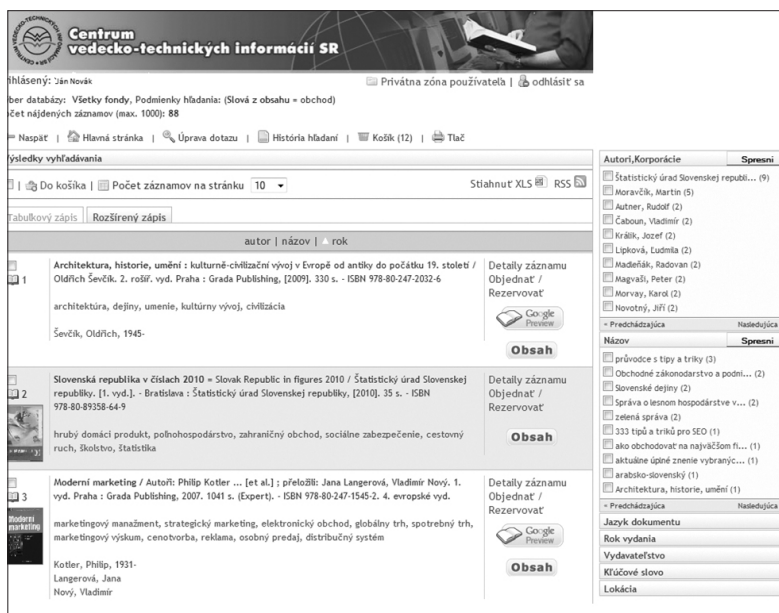 Centrum
vedecko-technických informácií SR
rihlásený: Ján Novák
Privátna zóna používateľa | odhlásiť sa
ber databázy: Všetky fondy, Podmienky hľadania: (Slová z obsahu = obchod)
očet nájdených záznamov (max. 1000): 88
Naspäť | Hlavná stránka | Úprava dotazu | História hľadaní | Košík (12) | Tlač
Výsledky vyhľadávania
| Do košíka | Počet záznamov na stránku 10
Stiahnuť XLS RSS
Tabuľkový zápis Rozšírený zápis
autor | názov | rok
1
Architektura, historie, umění : kulturně-civilizační vývoj v Evropě od antiky do počátku 19. století /
Oldřich Ševčík. 2. rošíř. vyd. Praha : Grada Publishing, [2009]. 330 s. - ISBN 978-80-247-2032-6
architektúra, dejiny, umenie, kultúrny vývoj, civilizácia
Ševčík, Oldřich, 1945-
Detaily záznamu
Objednať /
Rezervovať
Google
Preview
Obsah
2
Slovenská republika v číslach 2010 = Slovak Republic in figures 2010 / Štatistický úrad Slovenskej
republiky. [1. vyd.]. - Bratislava : Štatistický úrad Slovenskej republiky, [2010]. 35 s. - ISBN
978-80-89358-64-9
hrubý domáci produkt, poľnohospodárstvo, zahraničný obchod, sociálne zabezpečenie, cestovný
ruch, školstvo, štatistika
Detaily záznamu
Objednať /
Rezervovať
Obsah
3
Moderní
marketing
Moderní marketing / Autoři: Philip Kotler ... [et al.] ; přeložili: Jana Langerová, Vladimír Nový. 1.
vyd. Praha : Grada Publishing, 2007. 1041 s. (Expert). - ISBN 978-80-247-1545-2. 4. evropské vyd.
marketingový manažment, strategický marketing, elektronický obchod, globálny trh, spotrebný trh,
marketingový výskum, cenotvorba, reklama, osobný predaj, distribučný systém
Kotler, Philip, 1931-
Langerová, Jana
Nový, Vladimír
Detaily záznamu
Objednať /
Rezervovať
Google
Preview
Obsah
Autori,Korporácie Spresni
Štatistický úrad Slovenskej republi... (9)
Moravčík, Martin (5)
Autner, Rudolf (2)
Čaboun, Vladimír (2)
Králik, Jozef (2)
Lipková, Ľudmila (2)
Madleňák, Radovan (2)
Magvaši, Peter (2)
Morvay, Karol (2)
Novotný, Jiří (2)
« Predchádzajúca Nasledujúca
Názov Spresni
průvodce s tipy a triky (3)
Obchodné zákonodarstvo a podni... (2)
Slovenské dejiny (2)
Správa o lesnom hospodárstve v... (2)
zelená správa (2)
333 tipů a triků pro SEO (1)
ako obchodovať na najväčšom fi... (1)
aktuálne úplné znenie vybranýc... (1)
arabsko-slovenský (1)
Architektura, historie, umění (1)
« Predchádzajúca Nasledujúca
Jazyk dokumentu
Rok vydania
Vydavateľstvo
Kľúčové slovo
Lokácia